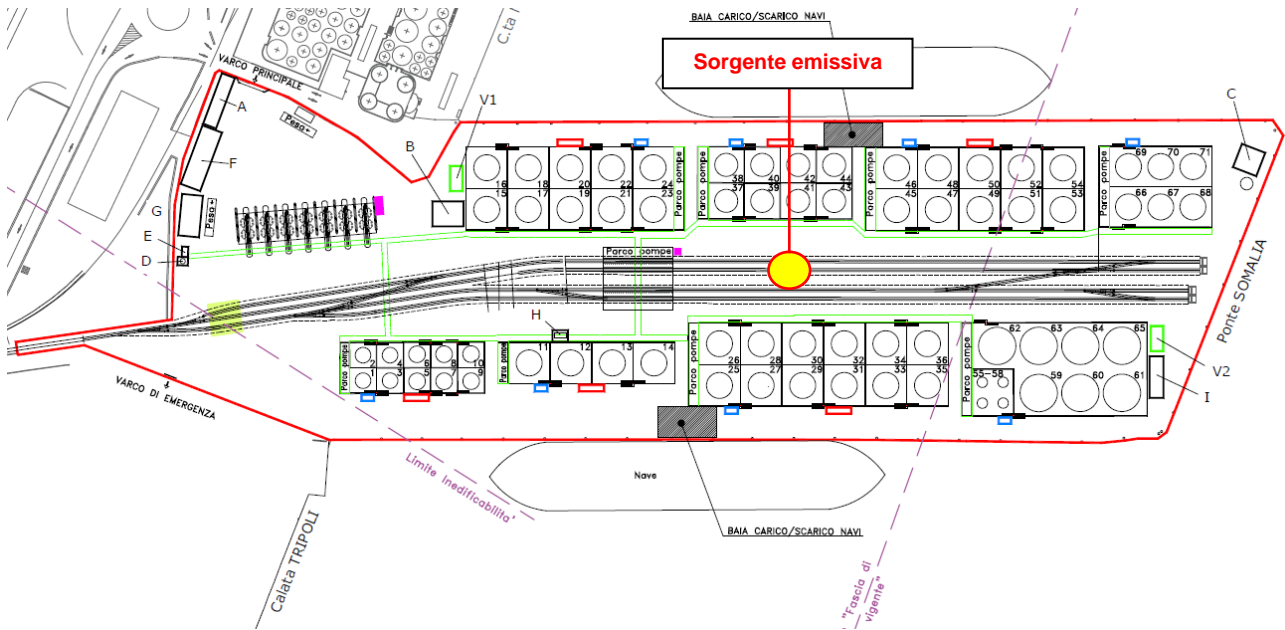 BAIA CARICO/SCARICO NAVI
Sorgente emissiva
C.ta
VARCO PRINCIPALE
A
Peso
V1
C
F
B
G
Peso
E
D
16 18 20 22 24
15 17 19 21 23
Parco pompe
38 40 42 44
37 39 41 43
Parco pompe
46 48 50 52 54
45 47 49 51 53
Parco pompe
69 70 71
66 67 68
Parco pompe
Parco pompe
Ponte SOMALIA
H
Parco pompe
2 4 6 8 10
1 3 5 7 9
Parco pompe
11 12 13 14
Parco pompe
26 28 30 32 34 36
25 27 29 31 33 35
Parco pompe
62 63 64 65
55-58 59 60 61
V2
I
VARCO DI EMERGENZA
Limite Inedificabilita'
Nave
BAIA CARICO/SCARICO NAVI
Calata TRIPOLI
"Fascia di
vigente"